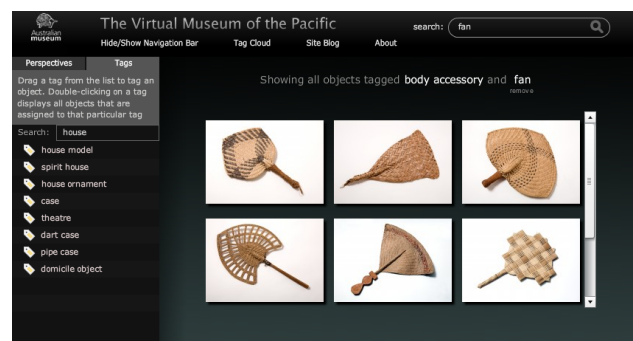 Australian
museum
The Virtual Museum of the Pacific
search: fan
Hide/Show Navigation Bar Tag Cloud Site Blog About
Perspectives Tags
Drag a tag from the list to tag an
object. Double-clicking on a tag
displays all objects that are
assigned to that particular tag
Search: house
house model
spirit house
house ornament
case
theatre
dart case
pipe case
domicile object
Showing all objects tagged body accessory and fan
remove